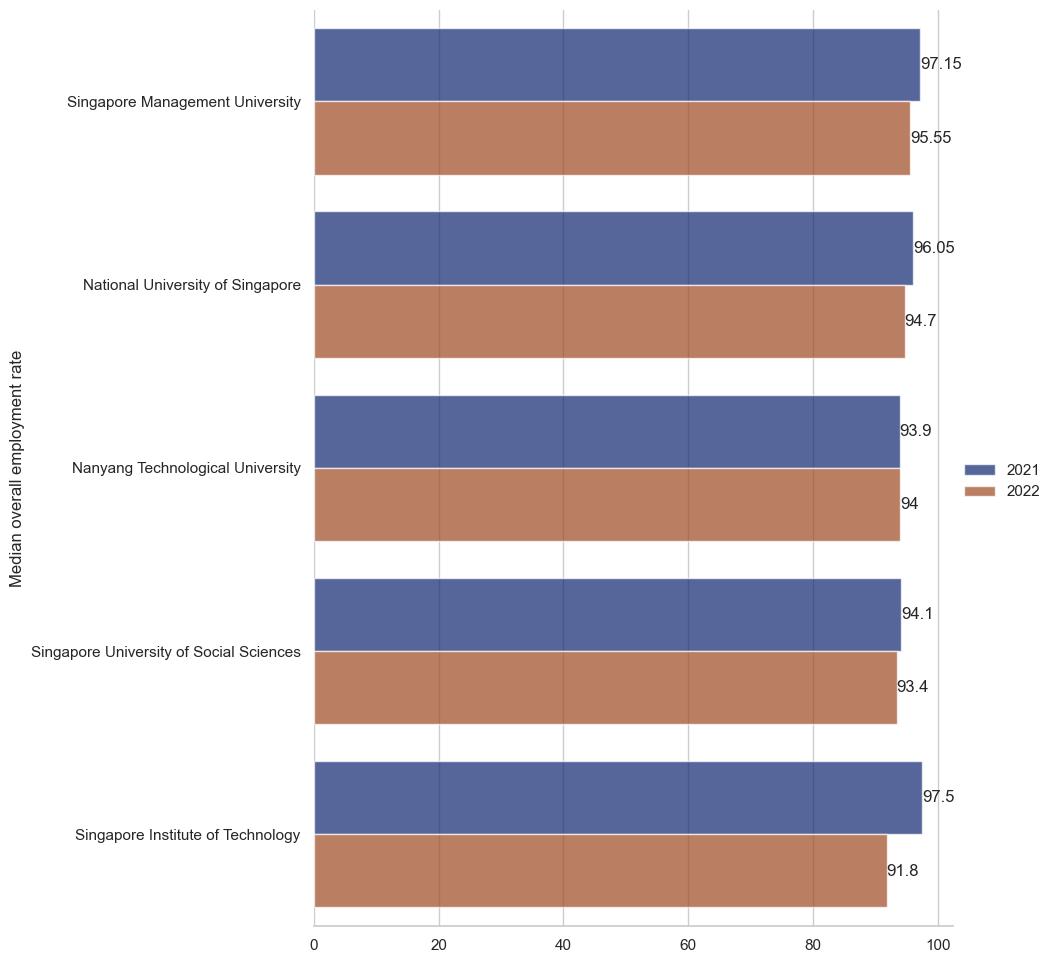 97.15
Singapore Management University
95.55
96.05
National University of Singapore
94.7
Median overall employment rate
93.9
Nanyang Technological University
94
2021
2022
94.1
Singapore University of Social Sciences
93.4
97.5
Singapore Institute of Technology
91.8
0 20 40 60 80 100